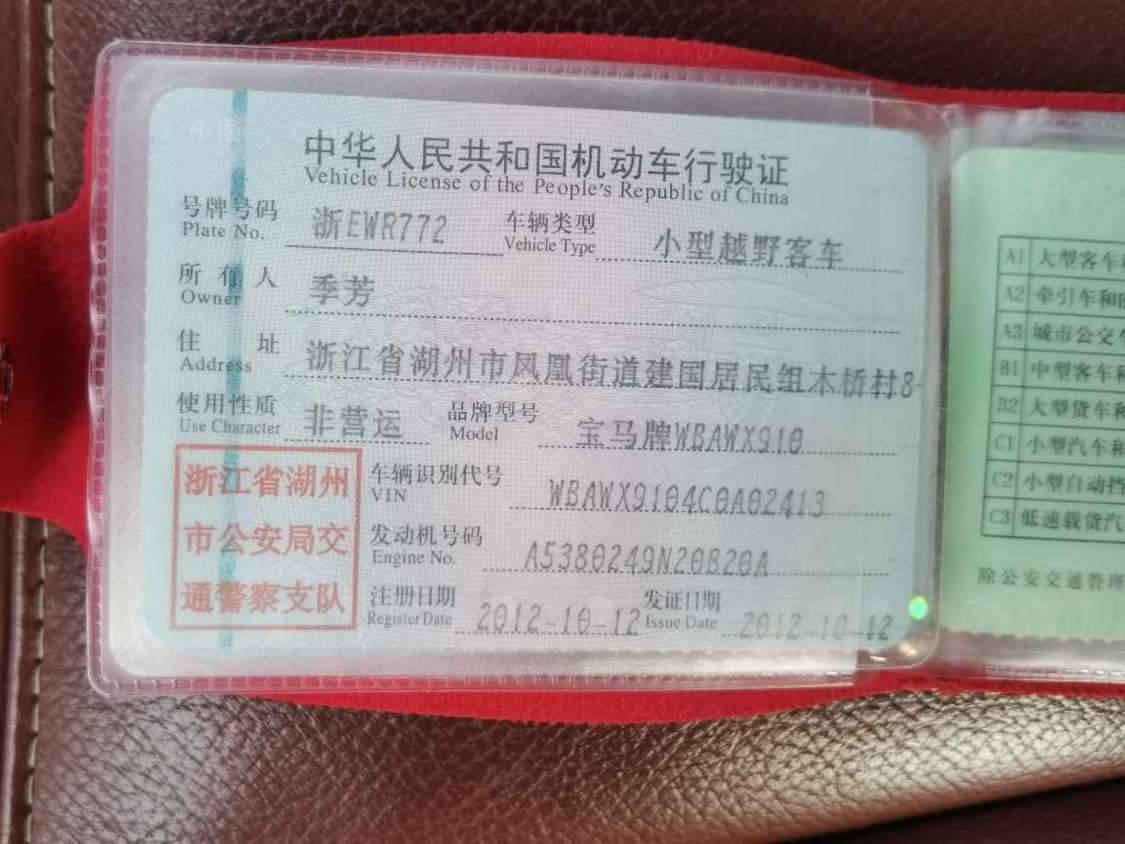 中华人民共和国机动车行驶证
Vehicle License of the People's Republic of China
号牌号码 浙EWR772 车辆类型 小型越野客车
Plate No. Vehicle Type
所有人 季芳
Owner
住址 浙江省湖州市凤凰街道建国居民组木桥村8-
Address
使用性质 非营运 品牌型号 宝马牌WBAWX910
Use Character Model
浙江省湖州
市公安局交
通警察支队
车辆识别代号 WBAWX9104C0A02413
VIN
发动机号码 A5380249N20B20A
Engine No.
注册日期 2012-10-12 发证日期 2012-10-12
Register Date Issue Date
A1 大型客车
A2 牵引车和
A3 城市公交
B1 中型客车
B2 大型货车和
C1 小型汽车和
C2 小型自动挡
C3 低速载货汽
除公安交通管理